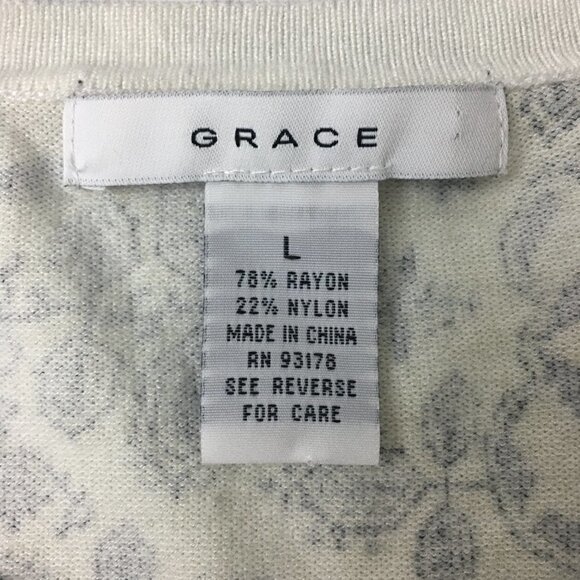 GRACE
L
78% RAYON
22% NYLON
MADE IN CHINA
RN 93178
SEE REVERSE
FOR CARE